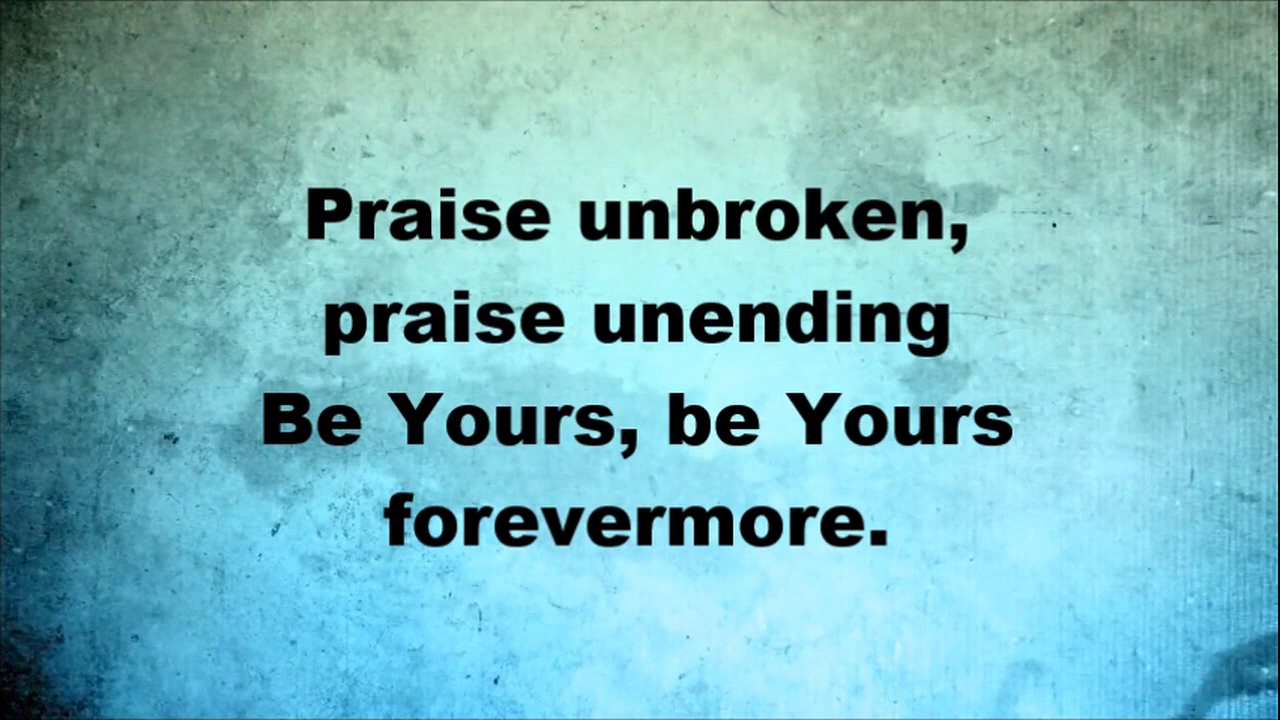 Praise unbroken,
praise unending
Be Yours, be Yours
forevermore.